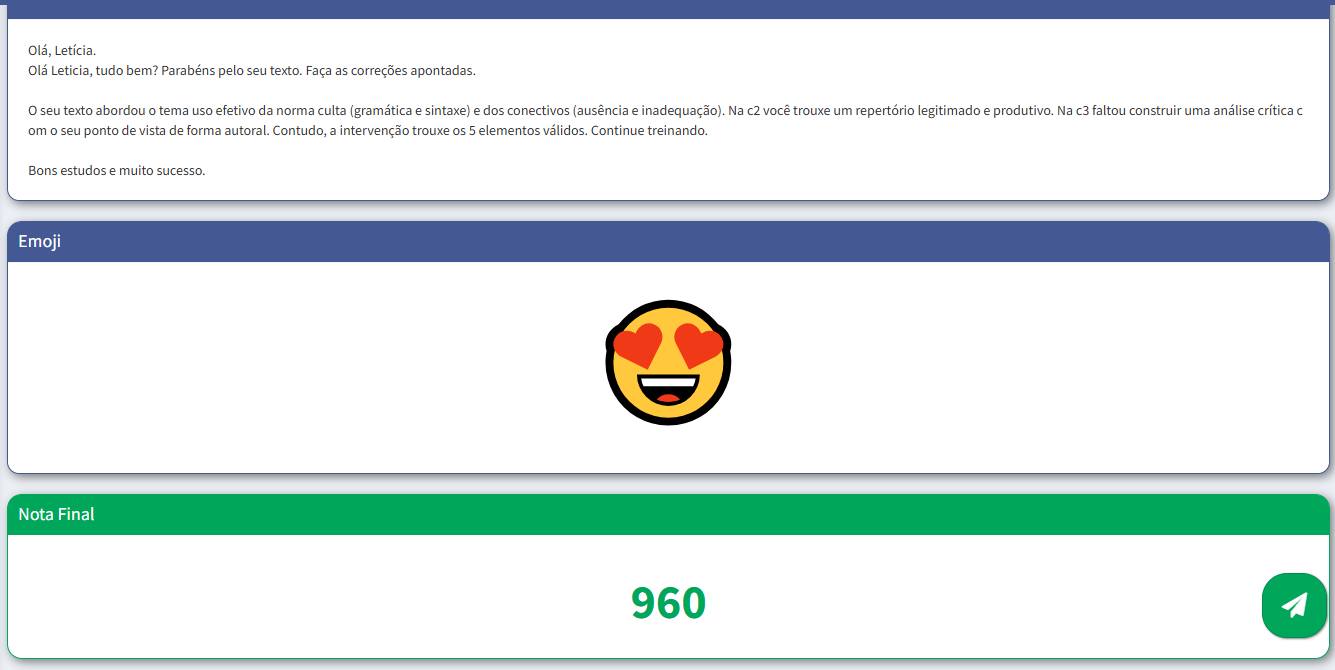 Olá, Letícia.
Olá Leticia, tudo bem? Parabéns pelo seu texto. Faça as correções apontadas.
O seu texto abordou o tema uso efetivo da norma culta (gramática e sintaxe) e dos conectivos (ausência e inadequação). Na c2 você trouxe um repertório legitimado e produtivo. Na c3 faltou construir uma análise crítica c
om o seu ponto de vista de forma autoral. Contudo, a intervenção trouxe os 5 elementos válidos. Continue treinando.
Bons estudos e muito sucesso.
Emoji
Nota Final
960